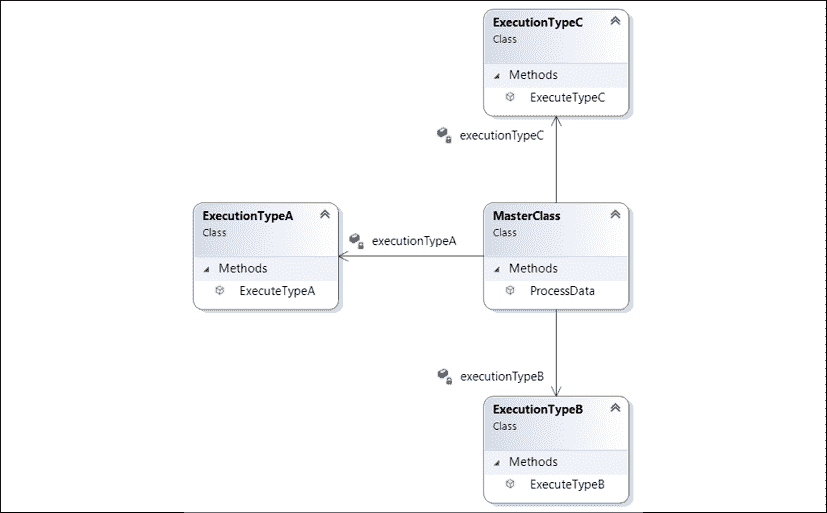 ExecutionTypeC
Class
Methods
ExecuteTypeC
executionTypeC
ExecutionTypeA
Class
Methods
ExecuteTypeA
executionTypeA
MasterClass
Class
Methods
ProcessData
executionTypeB
ExecutionTypeB
Class
Methods
ExecuteTypeB